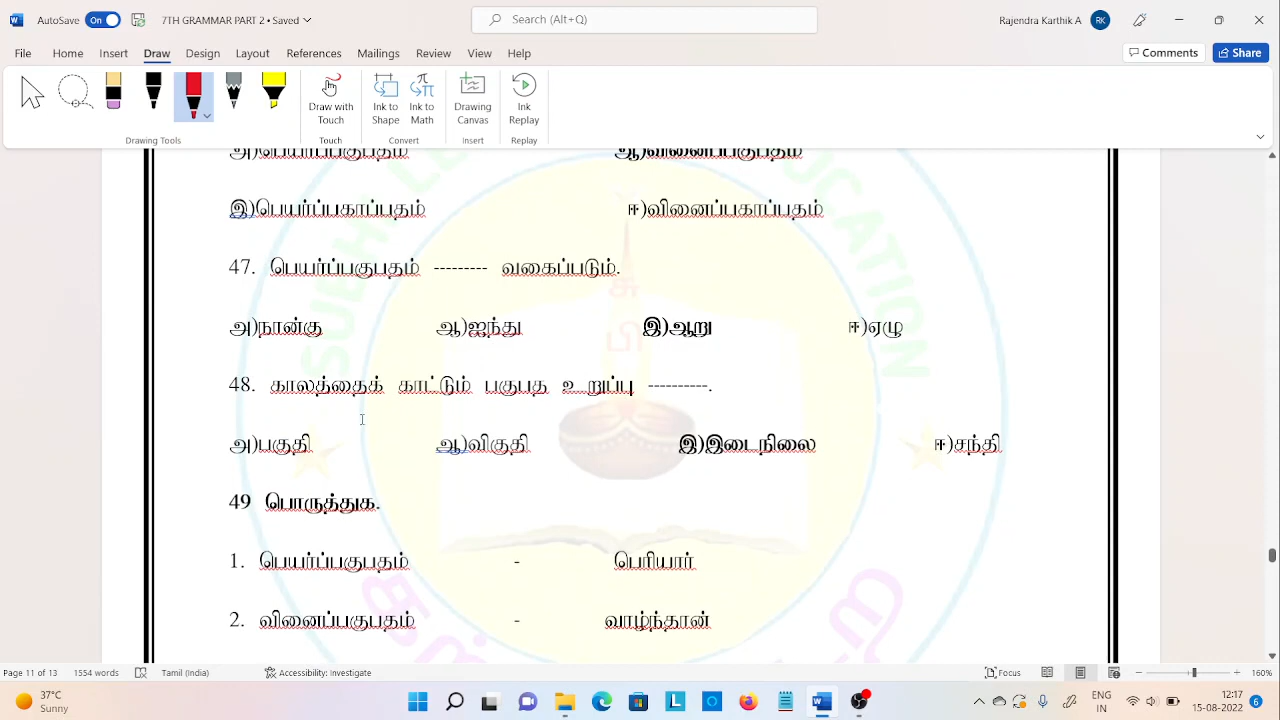 AutoSave On 7TH GRAMMAR PART • Saved Search (Alt+Q) Rajendra Karthik A RK
File Home Insert Draw Design Layout References Mailings Review View Help Comments Share
Draw with Touch Ink to Shape Ink to Math Drawing Canvas Ink Replay
Drawing Tools Touch Convert Insert Replay
அ)பெயர்ப்பகுபதம் ஆ)வினைப்பகுபதம்
இ)பெயர்ப்பகாப்பதம் ஈ)வினைப்பகாப்பதம்
47. பெயர்ப்பகுபதம் --------- வகைப்படும்.
அ)நான்கு ஆ)ஐந்து இ)ஆறு ஈ)ஏழு
48. காலத்தைக் காட்டும் பகுபத உறுப்பு ----------.
அ)பகுதி ஆ)விகுதி இ)இடைநிலை ஈ)சந்தி
49 பொருத்துக.
1. பெயர்ப்பகுபதம் - பெரியார்
2. வினைப்பகுபதம் - வாழ்ந்தான்
சு
பி
Page 11 of 13 1554 words Tamil (India) Accessibility: Investigate Focus 160%
37°C
Sunny
ENG
IN
12:17
15-08-2022
6